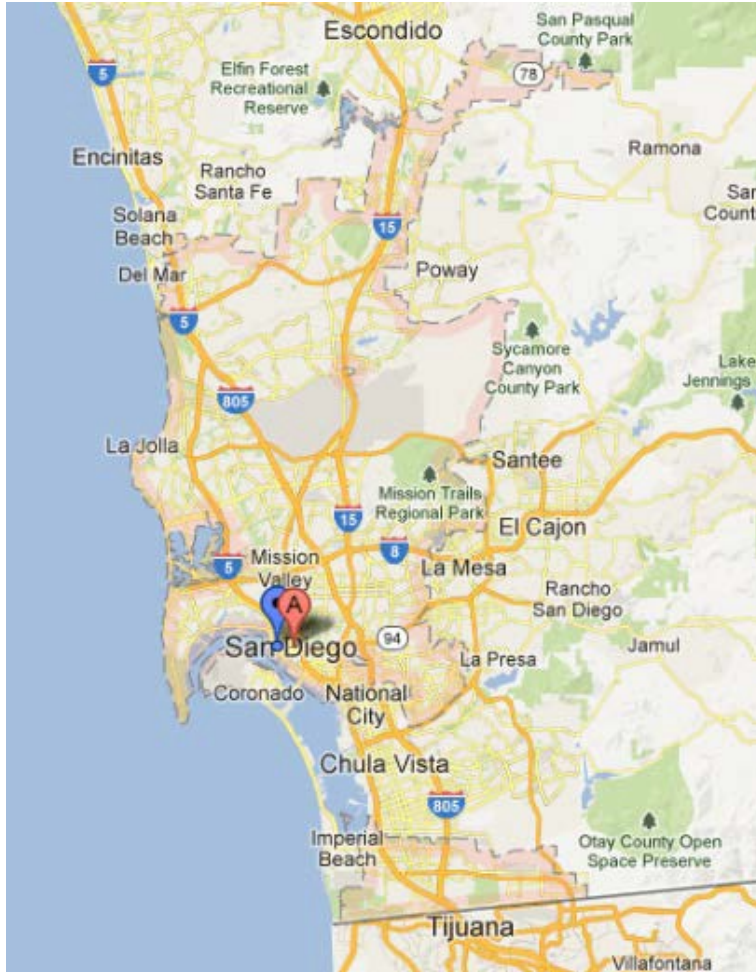 Escondido
San Pasqual
County Park
5
Elfin Forest
Recreational
Reserve
78
Encinitas
Rancho
Santa Fe
Ramona
San
Count
Solana
Beach
15
Del Mar
Poway
5
Sycamore
Canyon
County Park
Lake
Jennings
805
La Jolla
Santee
Mission Trails
Regional Park
15
El Cajon
8
Mission
Valley
5
La Mesa
Rancho
San Diego
A
94
San Diego
Jamul
La Presa
Coronado
National
City
Chula Vista
805
Imperial
Beach
Otay County Open
Space Preserve
Tijuana
Villafontana